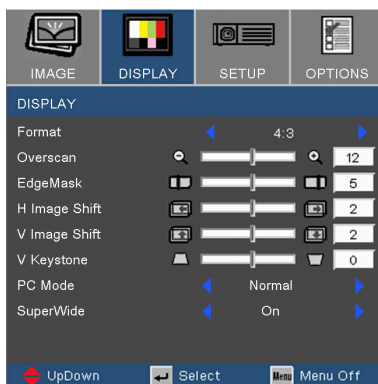 IMAGE DISPLAY SETUP OPTIONS
DISPLAY
Format 4:3
Overscan 12
EdgeMask 5
H Image Shift 2
V Image Shift 2
V Keystone 0
PC Mode Normal
SuperWide On
UpDown Select Menu Menu Off